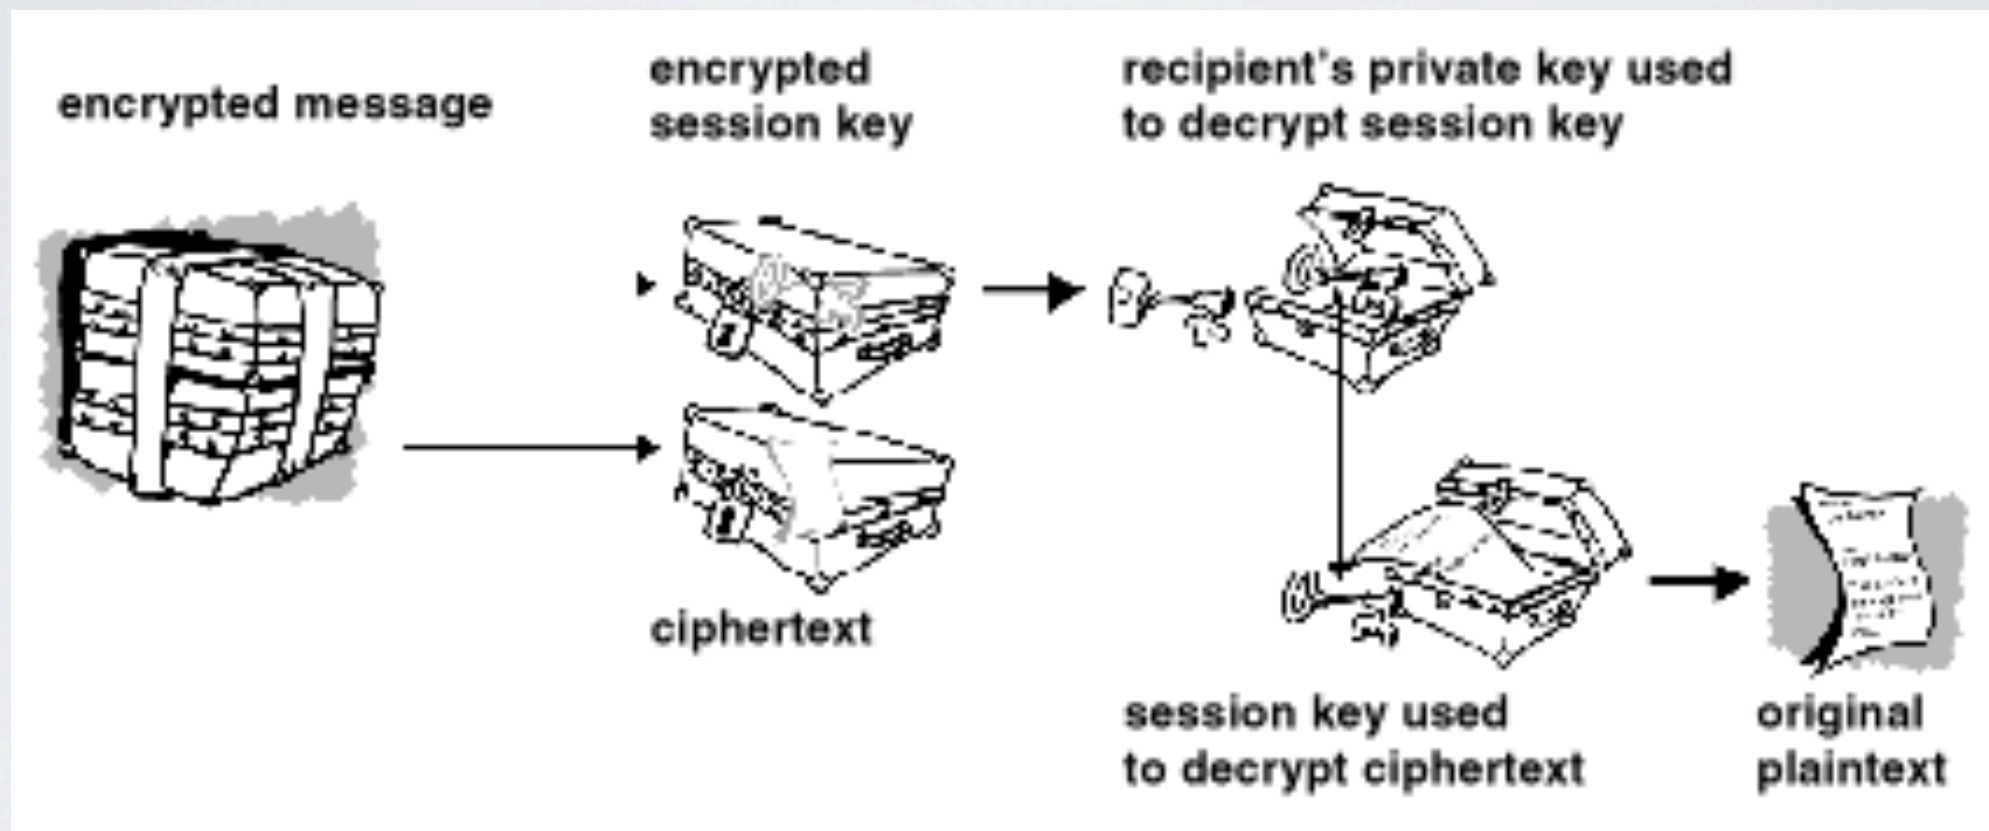 encrypted message
encrypted
session key
recipient's private key used
to decrypt session key
ciphertext
session key used
to decrypt ciphertext
original
plaintext